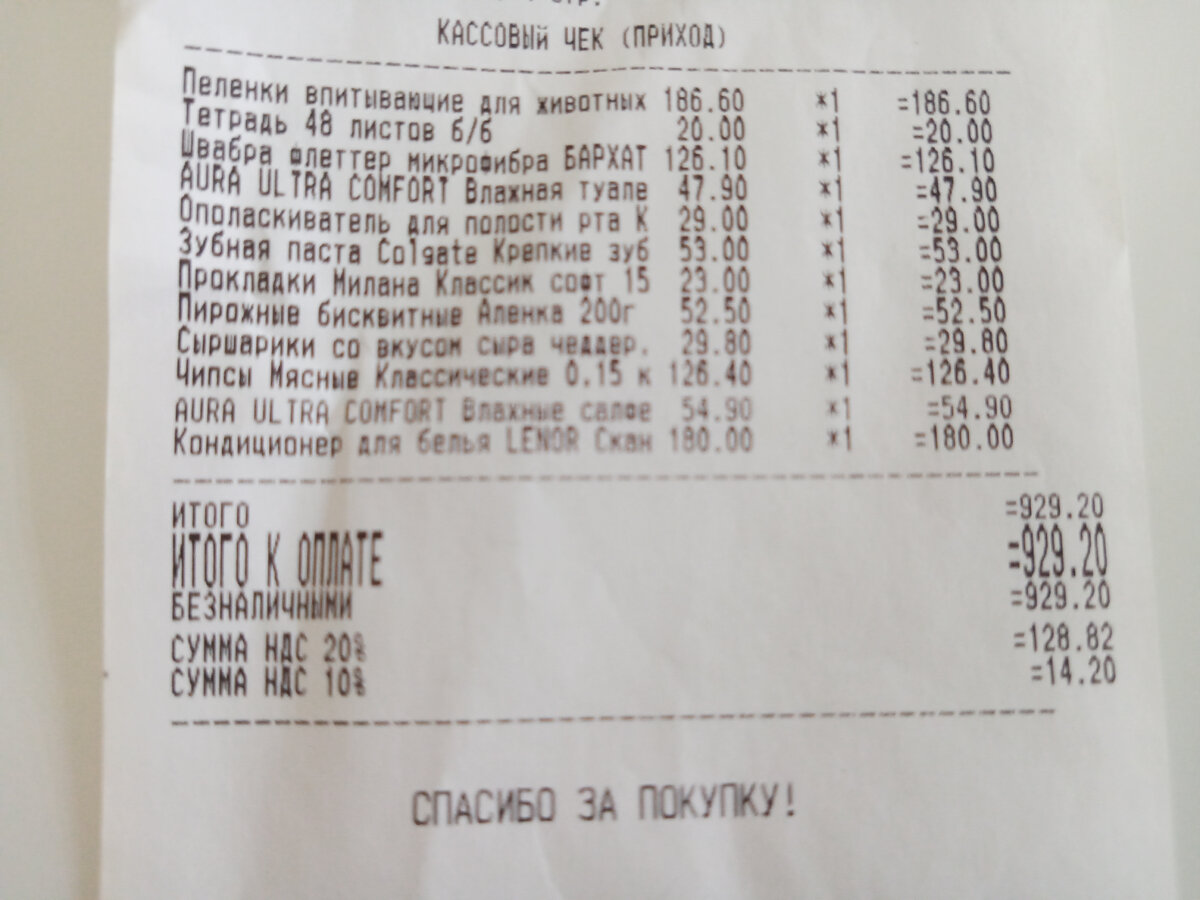 КАССОВЫЙ ЧЕК (ПРИХОД)
Пеленки впитывающие для животных 186.60 *1 =186.60
Тетрадь 48 листов б/б 20.00 *1 =20.00
Швабра флеттер микрофибра БАРХАТ 126.10 *1 =126.10
AURA ULTRA COMFORT Влажная туале 47.90 *1 =47.90
Ополаскиватель для полости рта К 29.00 *1 =29.00
Зубная паста Colgate Крепкие зуб 53.00 *1 =53.00
Прокладки Милана Классик софт 15 23.00 *1 =23.00
Пирожные бисквитные Аленка 200г 52.50 *1 =52.50
Сыршарики со вкусом сыра чеддер. 29.80 *1 =29.80
Чипсы Мясные Классические 0.15 к 126.40 *1 =126.40
AURA ULTRA COMFORT Влажные салфе 54.90 *1 =54.90
Кондиционер для белья LENOR Скан 180.00 *1 =180.00
ИТОГО =929.20
ИТОГО К ОПЛАТЕ =929.20
БЕЗНАЛИЧНЫМИ =929.20
СУММА НДС 20% =128.82
СУММА НДС 10% =14.20
СПАСИБО ЗА ПОКУПКУ!